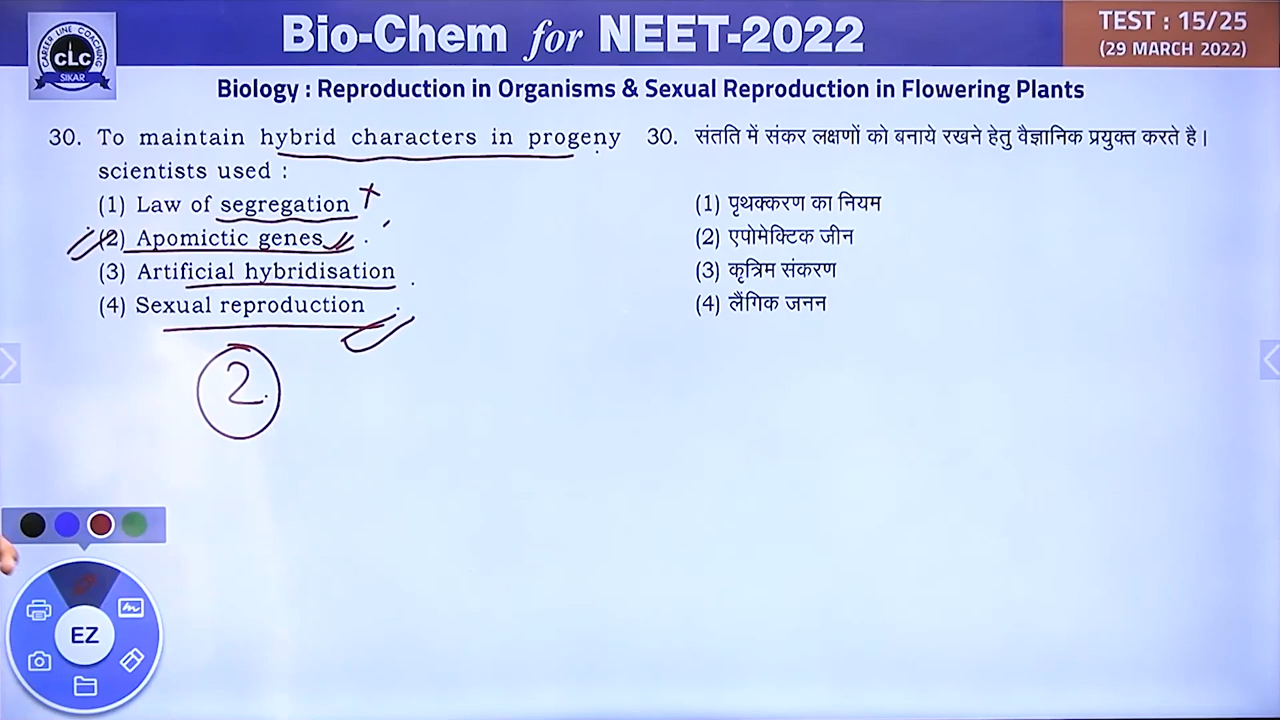 CAREER LINE COACHING
CLC
SIKAR
Bio-Chem for NEET-2022
TEST : 15/25
(29 MARCH 2022)
Biology : Reproduction in Organisms & Sexual Reproduction in Flowering Plants
30. To maintain hybrid characters in progeny
scientists used :
(1) Law of segregation
(2) Apomictic genes
(3) Artificial hybridisation
(4) Sexual reproduction
2
30. संतति में संकर लक्षणों को बनाये रखने हेतु वैज्ञानिक प्रयुक्त करते है।
(1) पृथक्करण का नियम
(2) एपोमेक्टिक जीन
(3) कृत्रिम संकरण
(4) लैंगिक जनन
EZ